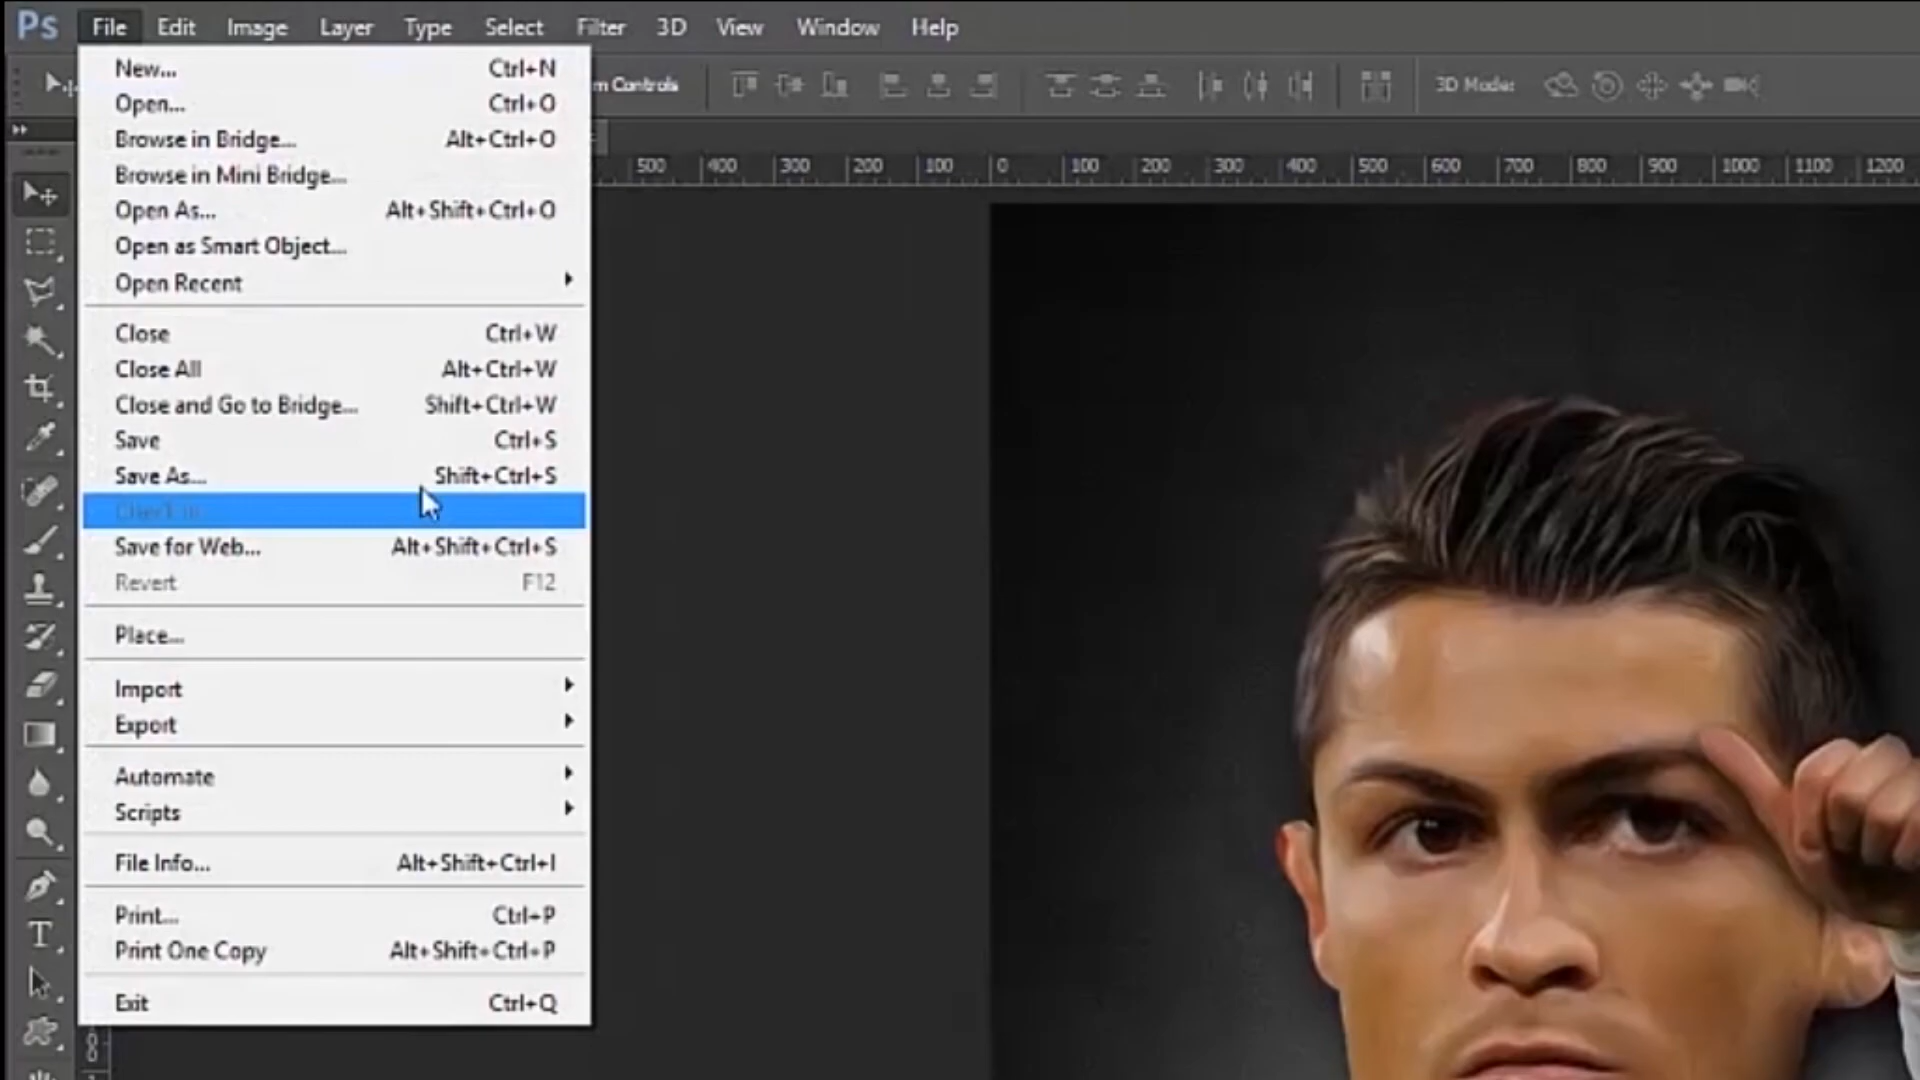 Ps File Edit Image Layer Type Select Filter 3D View Window Help
m Controls 3D Mode:
500 400 300 200 100 0 100 200 300 400 500 600 700 800 900 1000 1100 1200
New... Ctrl+N
Open... Ctrl+O
Browse in Bridge... Alt+Ctrl+O
Browse in Mini Bridge...
Open As... Alt+Shift+Ctrl+O
Open as Smart Object...
Open Recent
Close Ctrl+W
Close All Alt+Ctrl+W
Close and Go to Bridge... Shift+Ctrl+W
Save Ctrl+S
Save As... Shift+Ctrl+S
Check In...
Save for Web... Alt+Shift+Ctrl+S
Revert F12
Place...
Import
Export
Automate
Scripts
File Info... Alt+Shift+Ctrl+I
Print... Ctrl+P
Print One Copy Alt+Shift+Ctrl+P
Exit Ctrl+Q